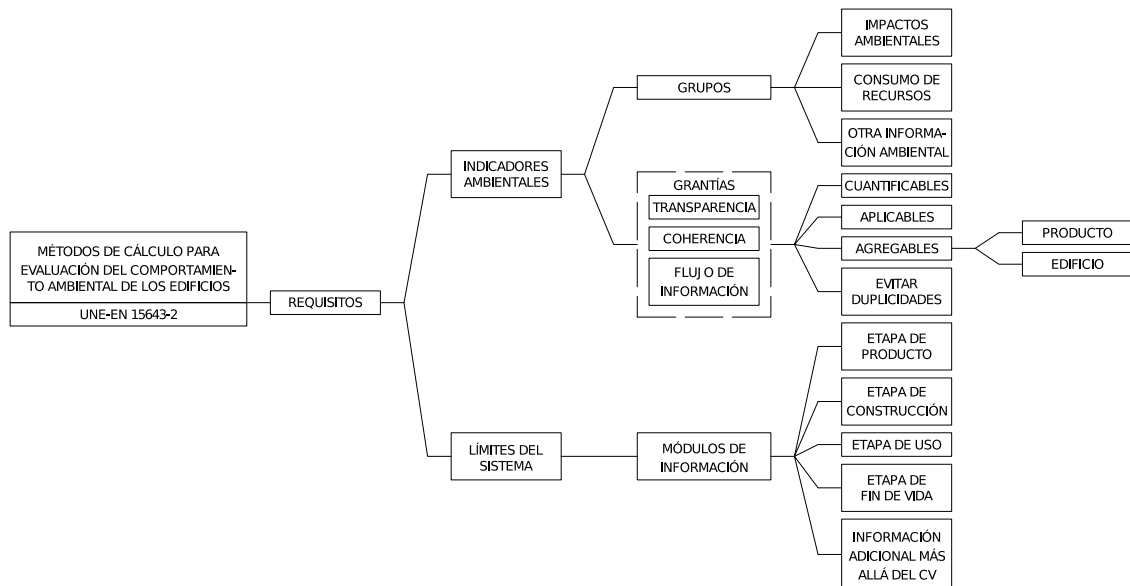 MÉTODOS DE CÁLCULO PARA
EVALUACIÓN DEL COMPORTAMIEN-
TO AMBIENTAL DE LOS EDIFICIOS
UNE-EN 15643-2
REQUISITOS
INDICADORES
AMBIENTALES
GRUPOS
IMPACTOS
AMBIENTALES
CONSUMO DE
RECURSOS
OTRA INFORMA-
CIÓN AMBIENTAL
GRANTÍAS
TRANSPARENCIA
COHERENCIA
FLUJO DE
INFORMACIÓN
CUANTIFICABLES
APLICABLES
AGREGABLES
EVITAR
DUPLICIDADES
PRODUCTO
EDIFICIO
LÍMITES DEL
SISTEMA
MÓDULOS DE
INFORMACIÓN
ETAPA DE
PRODUCTO
ETAPA DE
CONSTRUCCIÓN
ETAPA DE USO
ETAPA DE
FIN DE VIDA
INFORMACIÓN
ADICIONAL MÁS
ALLÁ DEL CV